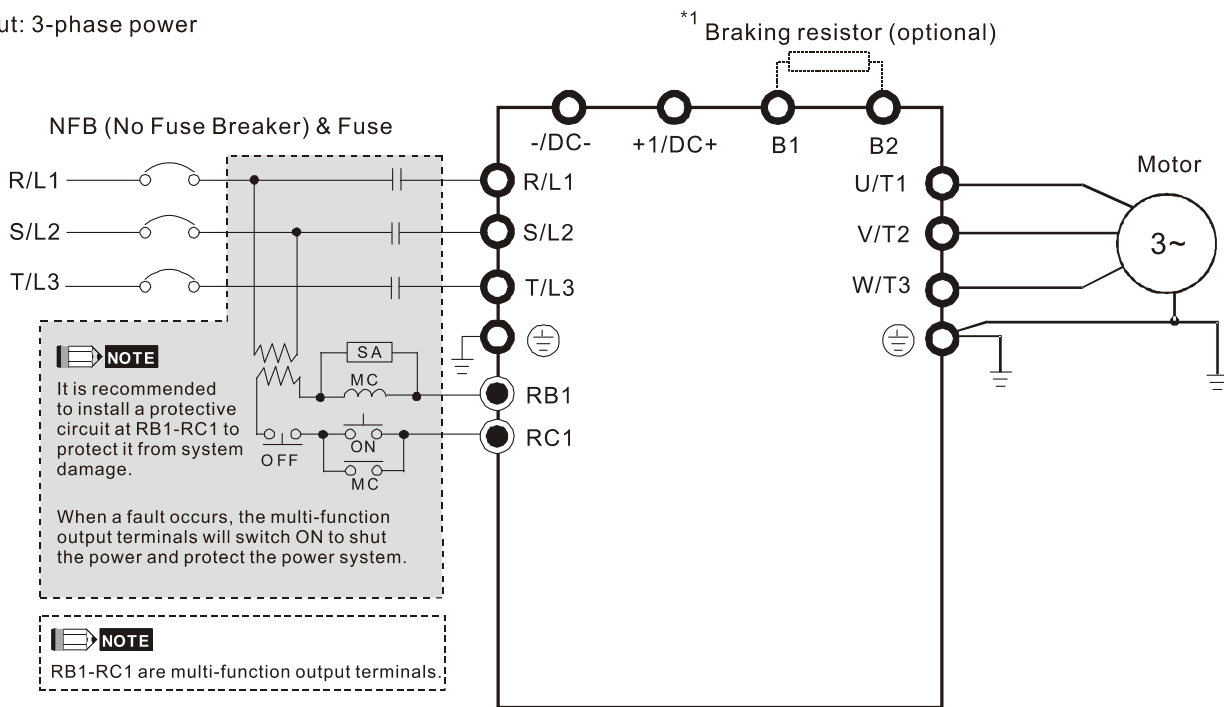 ut: 3-phase power
*1 Braking resistor (optional)
NFB (No Fuse Breaker) & Fuse
-/DC-
+1/DC+
B1
B2
Motor
R/L1
R/L1
U/T1
S/L2
S/L2
V/T2
3~
T/L3
T/L3
W/T3
NOTE
It is recommended
to install a protective
circuit at RB1-RC1 to
protect it from system
damage.
SA
MC
RB1
ON
OFF
MC
RC1
When a fault occurs, the multi-function
output terminals will switch ON to shut
the power and protect the power system.
NOTE
RB1-RC1 are multi-function output terminals.